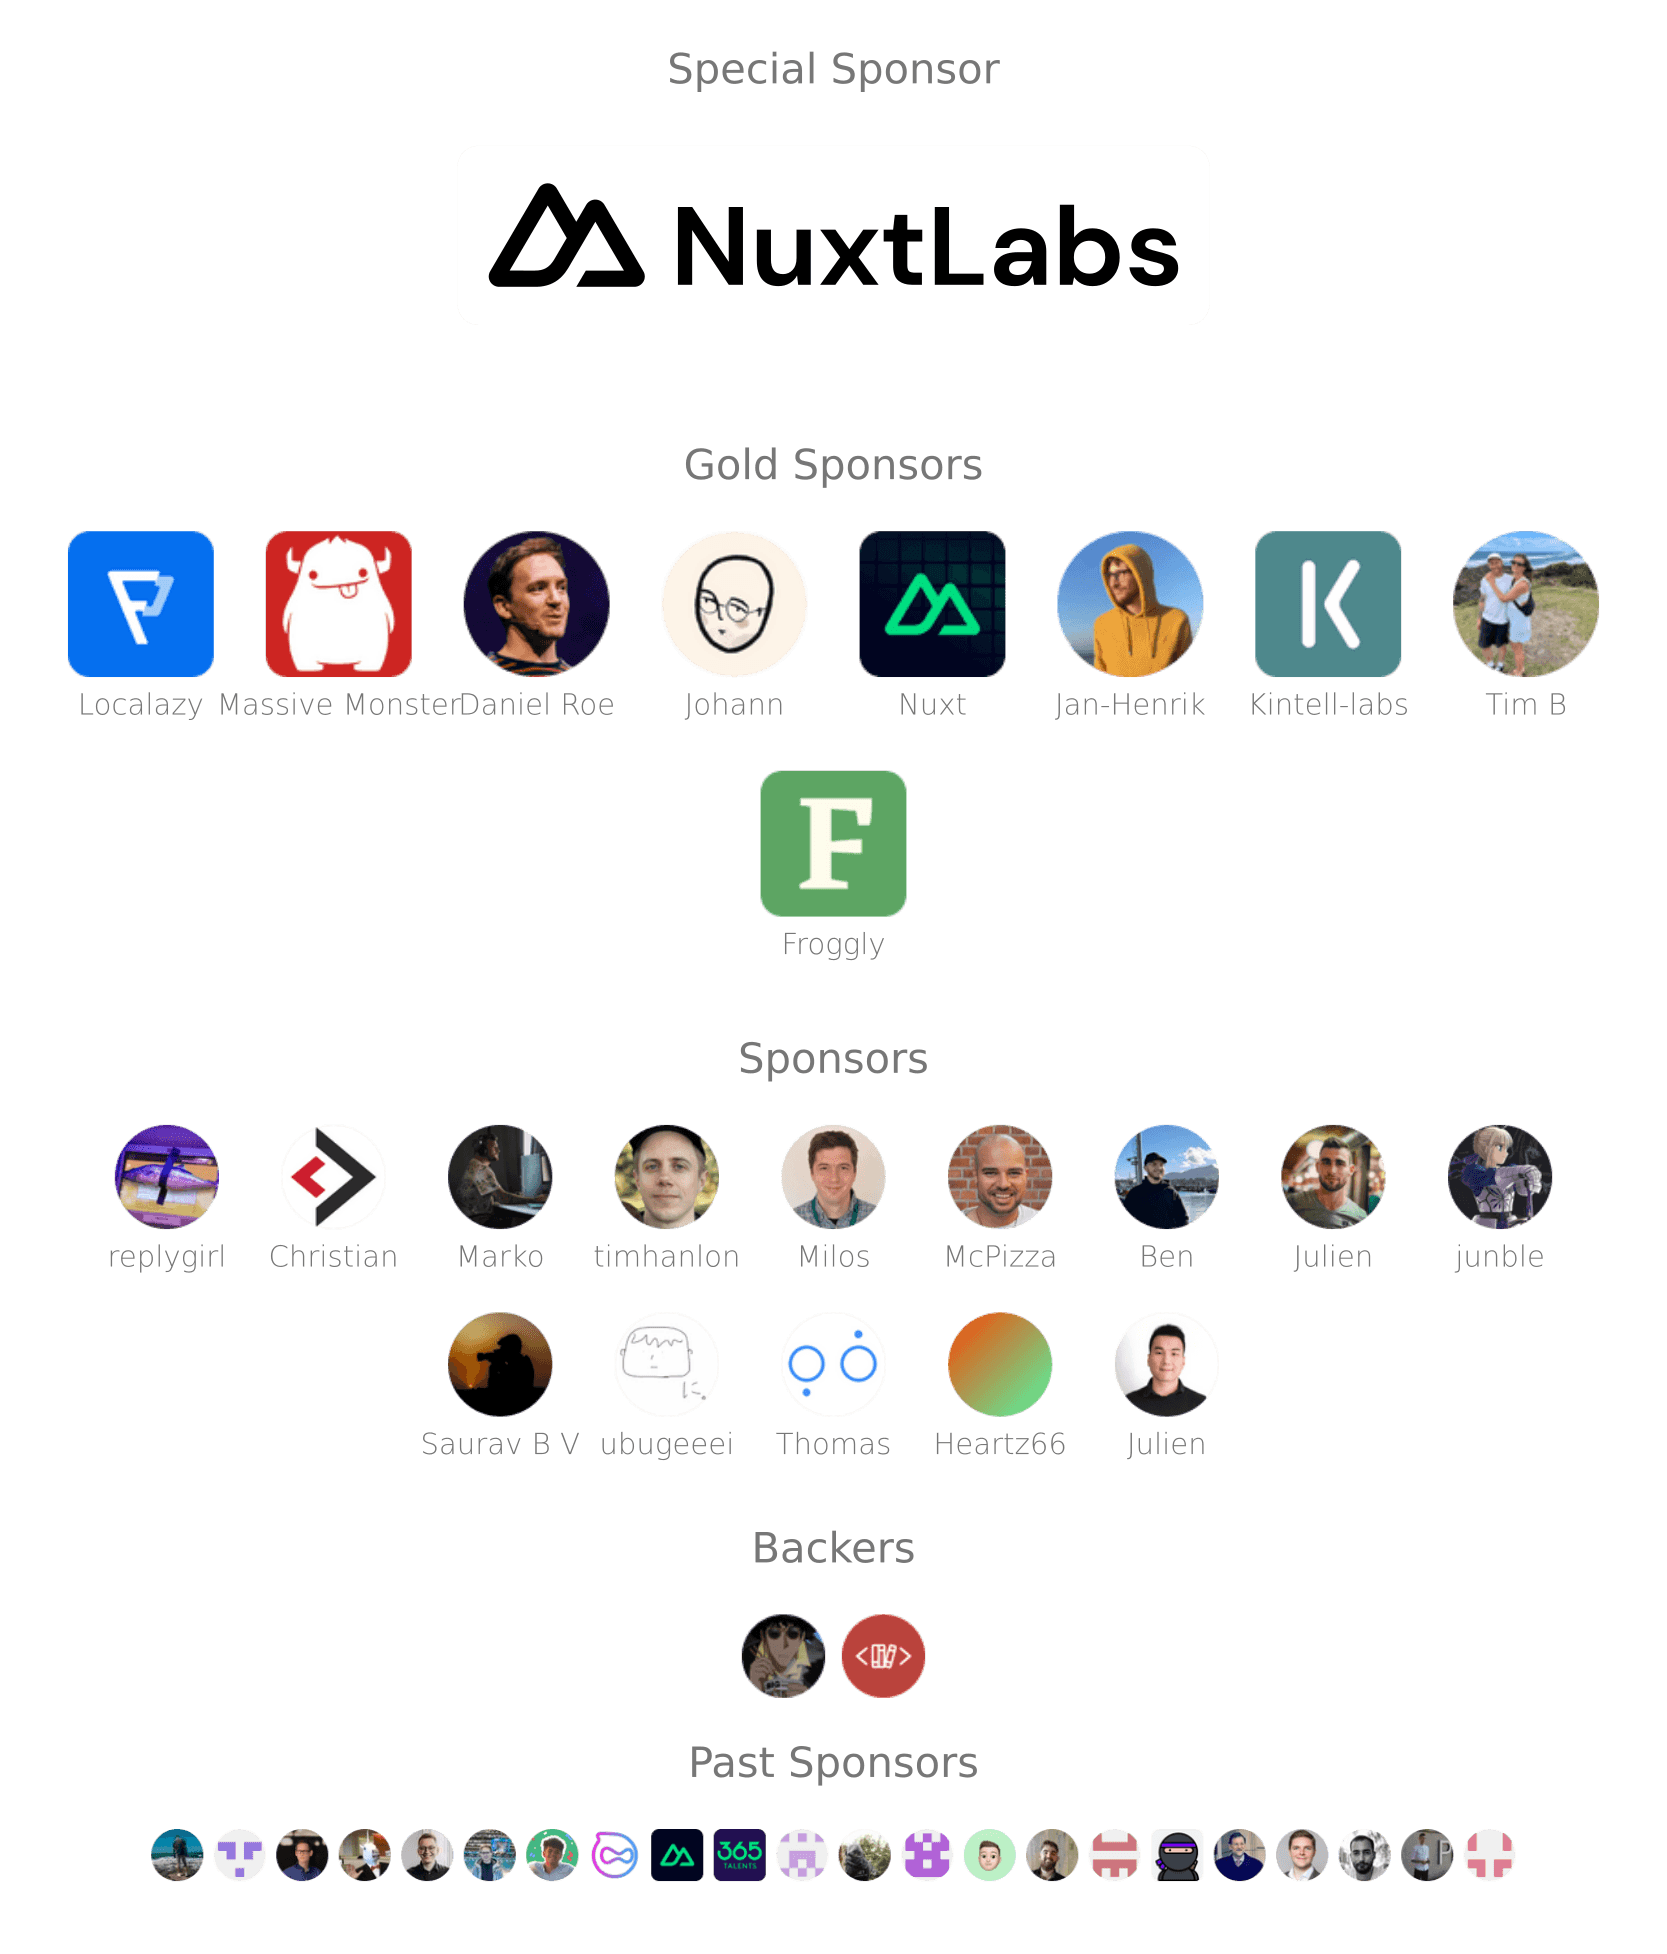 Special Sponsor
NuxtLabs
Gold Sponsors
Localazy Massive Monster Daniel Roe Johann Nuxt Jan-Henrik Kintell-labs Tim B
F
Froggly
Sponsors
replygirl Christian Marko timhanlon Milos McPizza Ben Julien junble
Saurav B V ubugeeei Thomas Heartz66 Julien
Backers
Past Sponsors
365
TALENTS